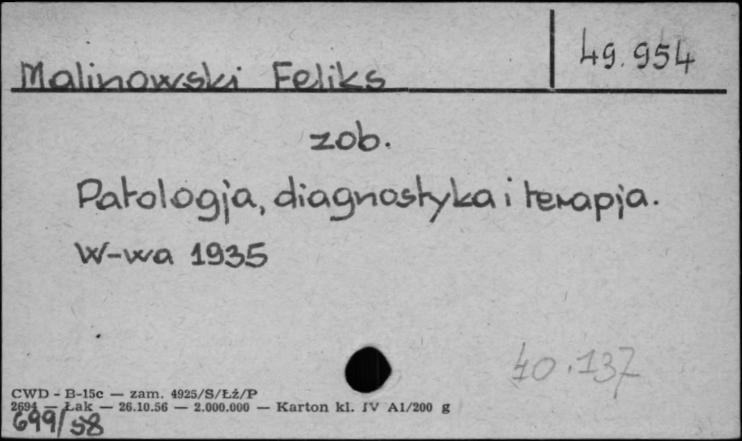 49.954
Malinowski Feliks
zob.
Patologja, diagnostyka i terapja.
W-wa 1935
40.137
CWD - B-15c — zam. 4925/S/Łż/P
2694 — Łak — 26.10.56 — 2.000.000 — Karton kl. IV A1/200 g
699/58